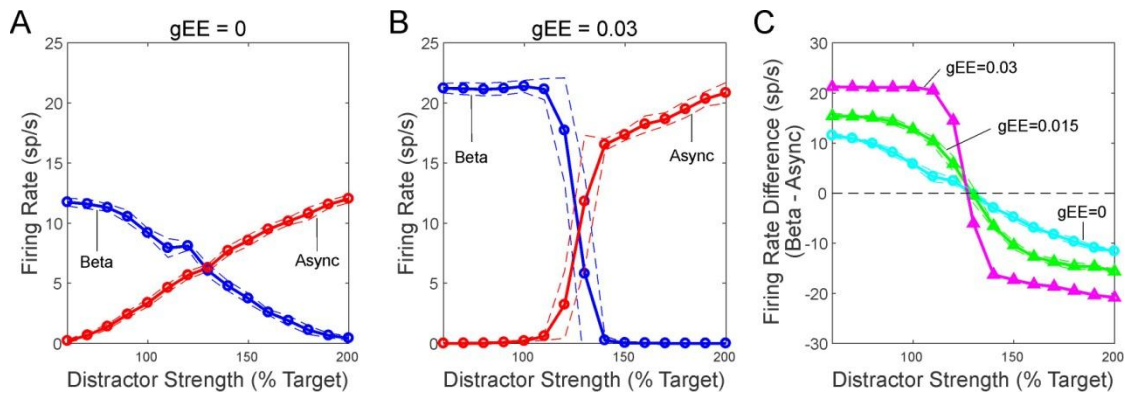 A
gEE = 0
Firing Rate (sp/s)
15
10
5
0
Beta
Async
100
150
200
Distractor Strength (% Target)
B
gEE = 0.03
Firing Rate (sp/s)
25
20
15
10
5
0
Beta
Async
100
150
200
Distractor Strength (% Target)
C
Firing Rate Difference (sp/s)
(Beta - Async)
30
20
10
0
-10
-20
-30
gEE=0.03
gEE=0.015
gEE=0
100
150
200
Distractor Strength (% Target)